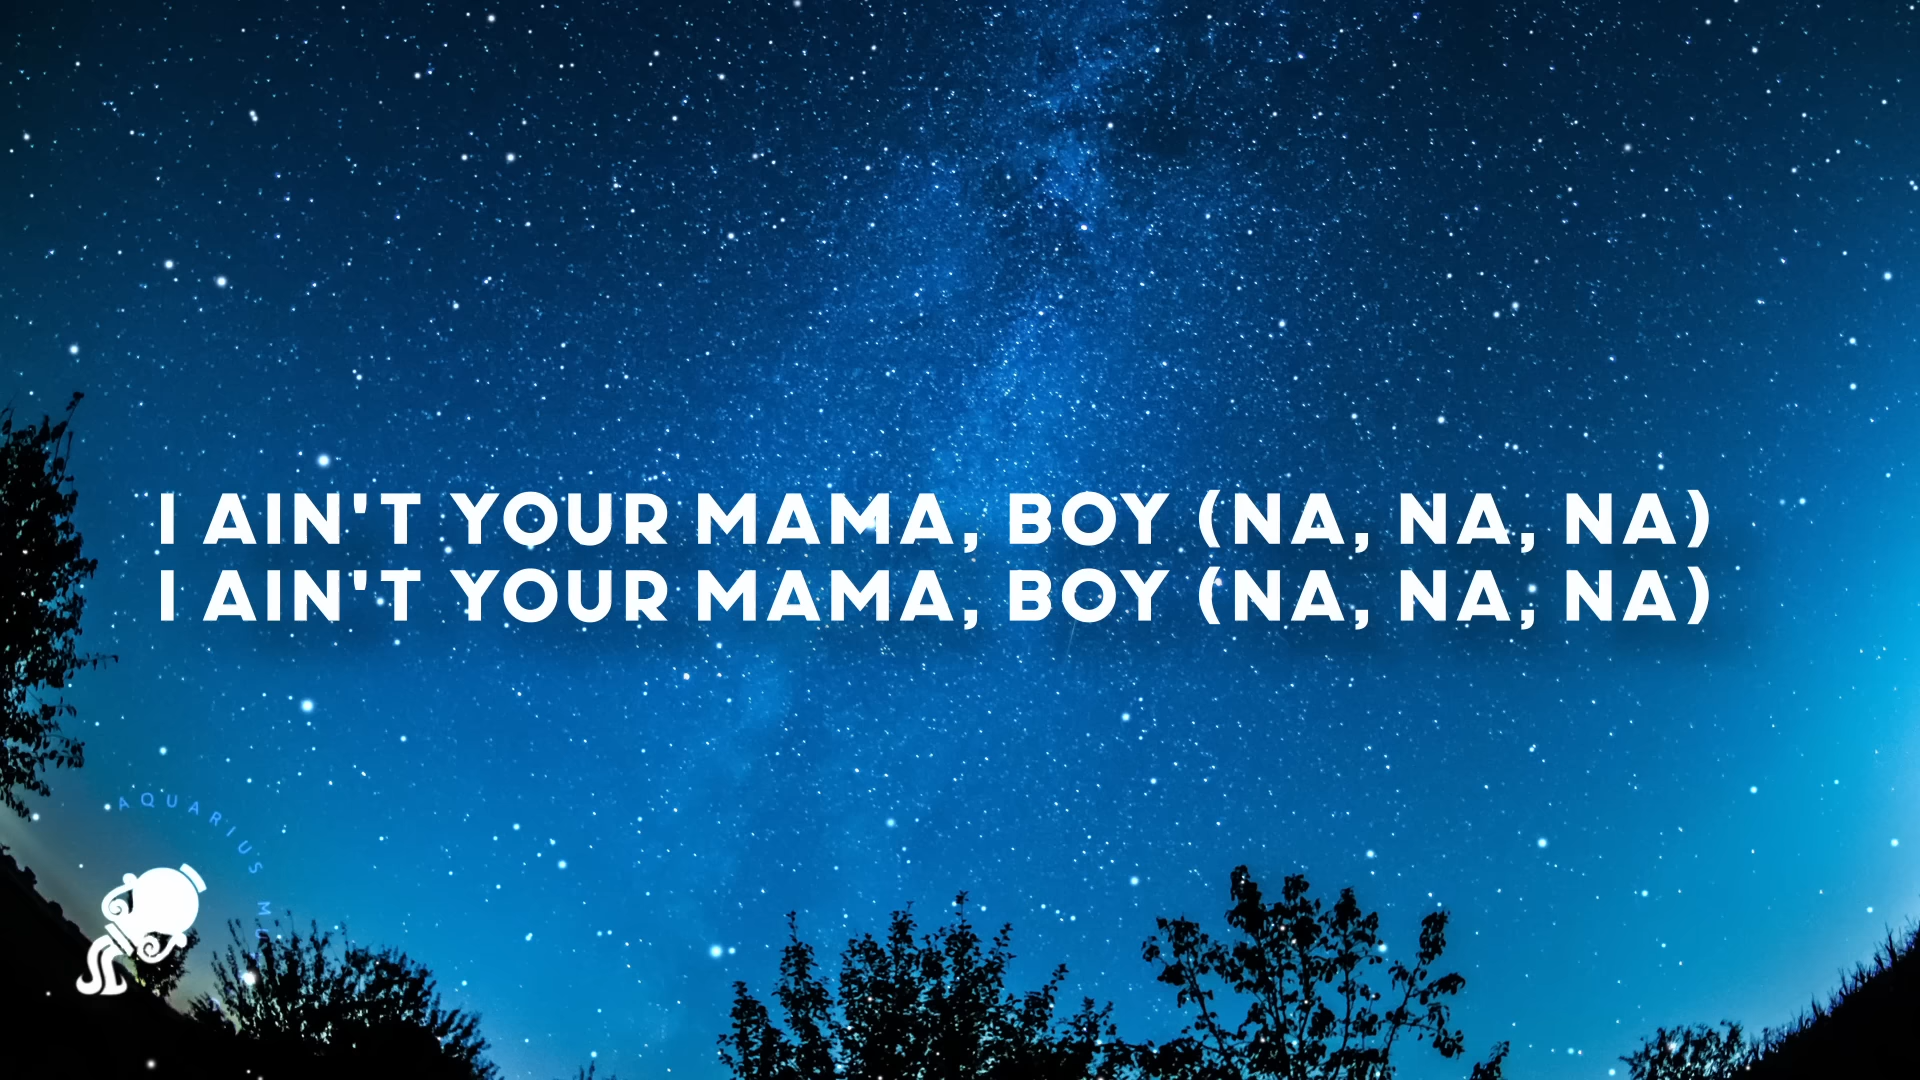 I AIN'T YOUR MAMA, BOY (NA, NA, NA)
I AIN'T YOUR MAMA, BOY (NA, NA, NA)
AQUARIUS